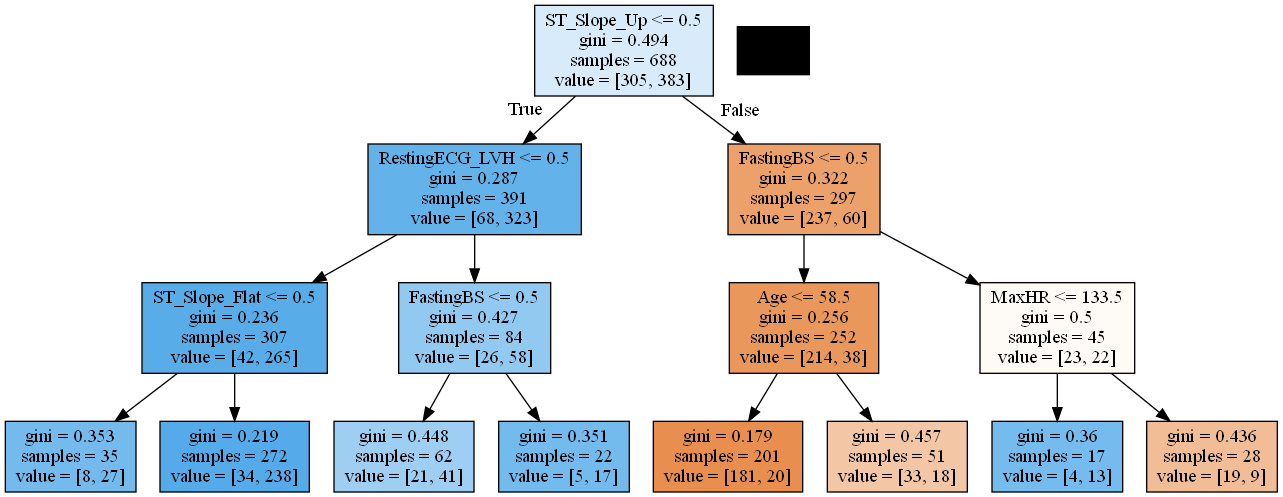 ST_Slope_Up <= 0.5
gini = 0.494
samples = 688
value = [305, 383]
True
False
RestingECG_LVH <= 0.5
gini = 0.287
samples = 391
value = [68, 323]
FastingBS <= 0.5
gini = 0.322
samples = 297
value = [237, 60]
ST_Slope_Flat <= 0.5
gini = 0.236
samples = 307
value = [42, 265]
FastingBS <= 0.5
gini = 0.427
samples = 84
value = [26, 58]
Age <= 58.5
gini = 0.256
samples = 252
value = [214, 38]
MaxHR <= 133.5
gini = 0.5
samples = 45
value = [23, 22]
gini = 0.353
samples = 35
value = [8, 27]
gini = 0.219
samples = 272
value = [34, 238]
gini = 0.448
samples = 62
value = [21, 41]
gini = 0.351
samples = 22
value = [5, 17]
gini = 0.179
samples = 201
value = [181, 20]
gini = 0.457
samples = 51
value = [33, 18]
gini = 0.36
samples = 17
value = [4, 13]
gini = 0.436
samples = 28
value = [19, 9]